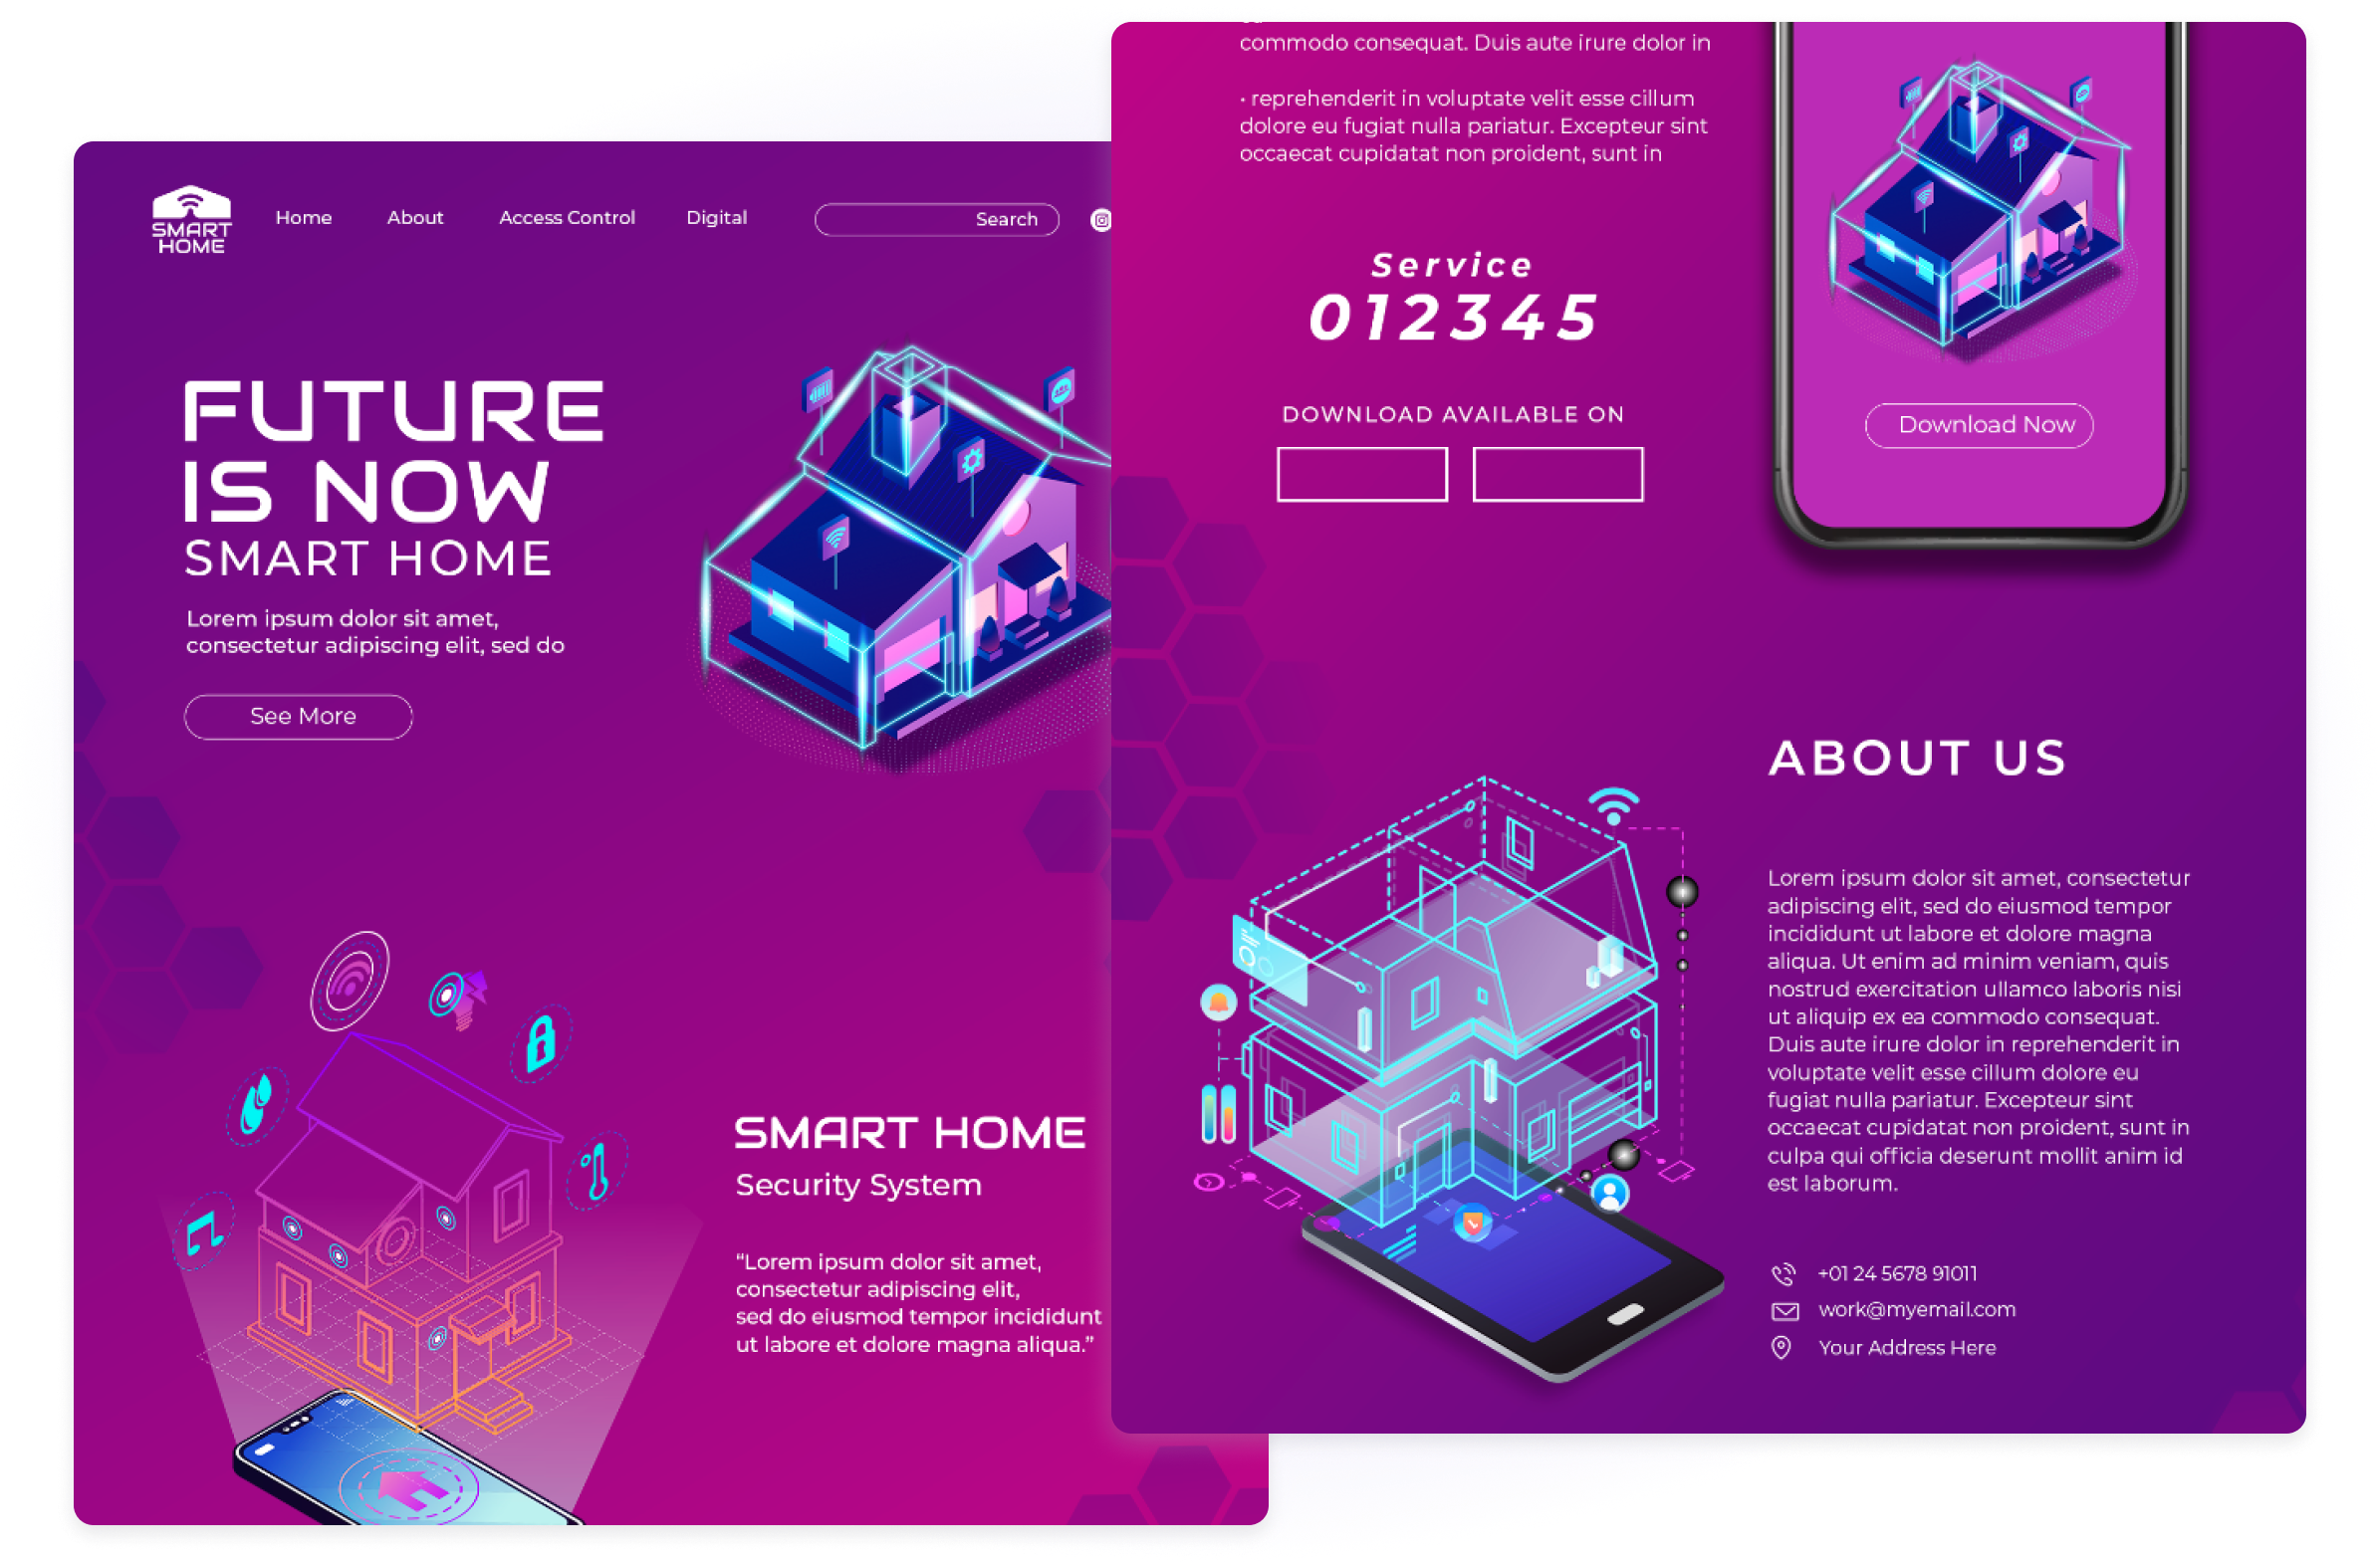 SMART
HOME
Home
About
Access Control
Digital
Search
FUTURE
IS NOW
SMART HOME
Lorem ipsum dolor sit amet,
consectetur adipiscing elit, sed do
See More
SMART HOME
Security System
“Lorem ipsum dolor sit amet,
consectetur adipiscing elit,
sed do eiusmod tempor incididunt
ut labore et dolore magna aliqua.”
commodo consequat. Duis aute irure dolor in
• reprehenderit in voluptate velit esse cillum
dolore eu fugiat nulla pariatur. Excepteur sint
occaecat cupidatat non proident, sunt in
Service
012345
DOWNLOAD AVAILABLE ON
Download Now
ABOUT US
Lorem ipsum dolor sit amet, consectetur
adipiscing elit, sed do eiusmod tempor
incididunt ut labore et dolore magna
aliqua. Ut enim ad minim veniam, quis
nostrud exercitation ullamco laboris nisi
ut aliquip ex ea commodo consequat.
Duis aute irure dolor in reprehenderit in
voluptate velit esse cillum dolore eu
fugiat nulla pariatur. Excepteur sint
occaecat cupidatat non proident, sunt in
culpa qui officia deserunt mollit anim id
est laborum.
+01 24 5678 91011
work@myemail.com
Your Address Here